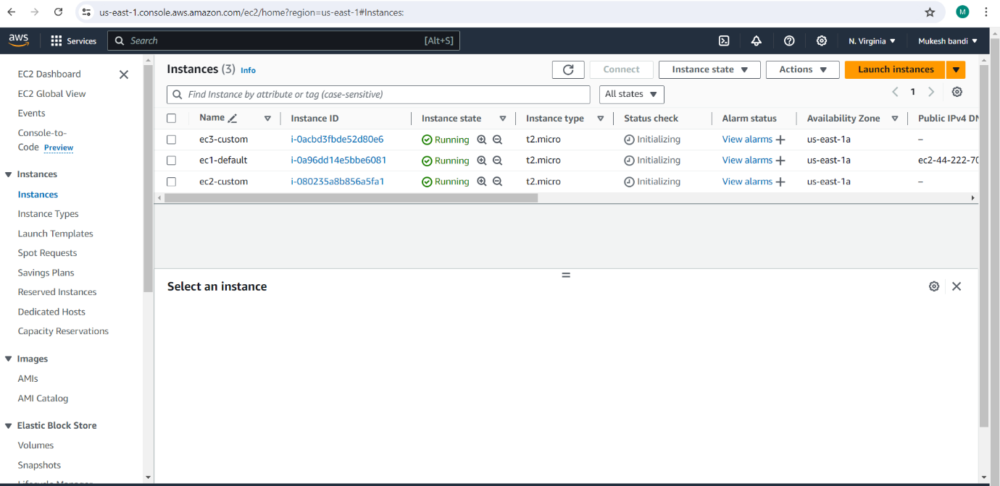 us-east-1.console.aws.amazon.com/ec2/home?region=us-east-1#Instances:
M
aws Services Search [Alt+S] N. Virginia Mukesh bandi
EC2 Dashboard
EC2 Global View
Events
Console-to-
Code Preview
Instances
Instances
Instance Types
Launch Templates
Spot Requests
Savings Plans
Reserved Instances
Dedicated Hosts
Capacity Reservations
Images
AMIs
AMI Catalog
Elastic Block Store
Volumes
Snapshots
Lifecycle Manager
Instances (3) Info Connect Instance state Actions Launch instances
Find Instance by attribute or tag (case-sensitive) All states 1
Name Instance ID Instance state Instance type Status check Alarm status Availability Zone Public IPv4 DN
ec3-custom i-0acbd3fbde52d80e6 Running t2.micro Initializing View alarms + us-east-1a –
ec1-default i-0a96dd14e5bbe6081 Running t2.micro Initializing View alarms + us-east-1a ec2-44-222-70
ec2-custom i-080235a8b856a5fa1 Running t2.micro Initializing View alarms + us-east-1a –
Select an instance